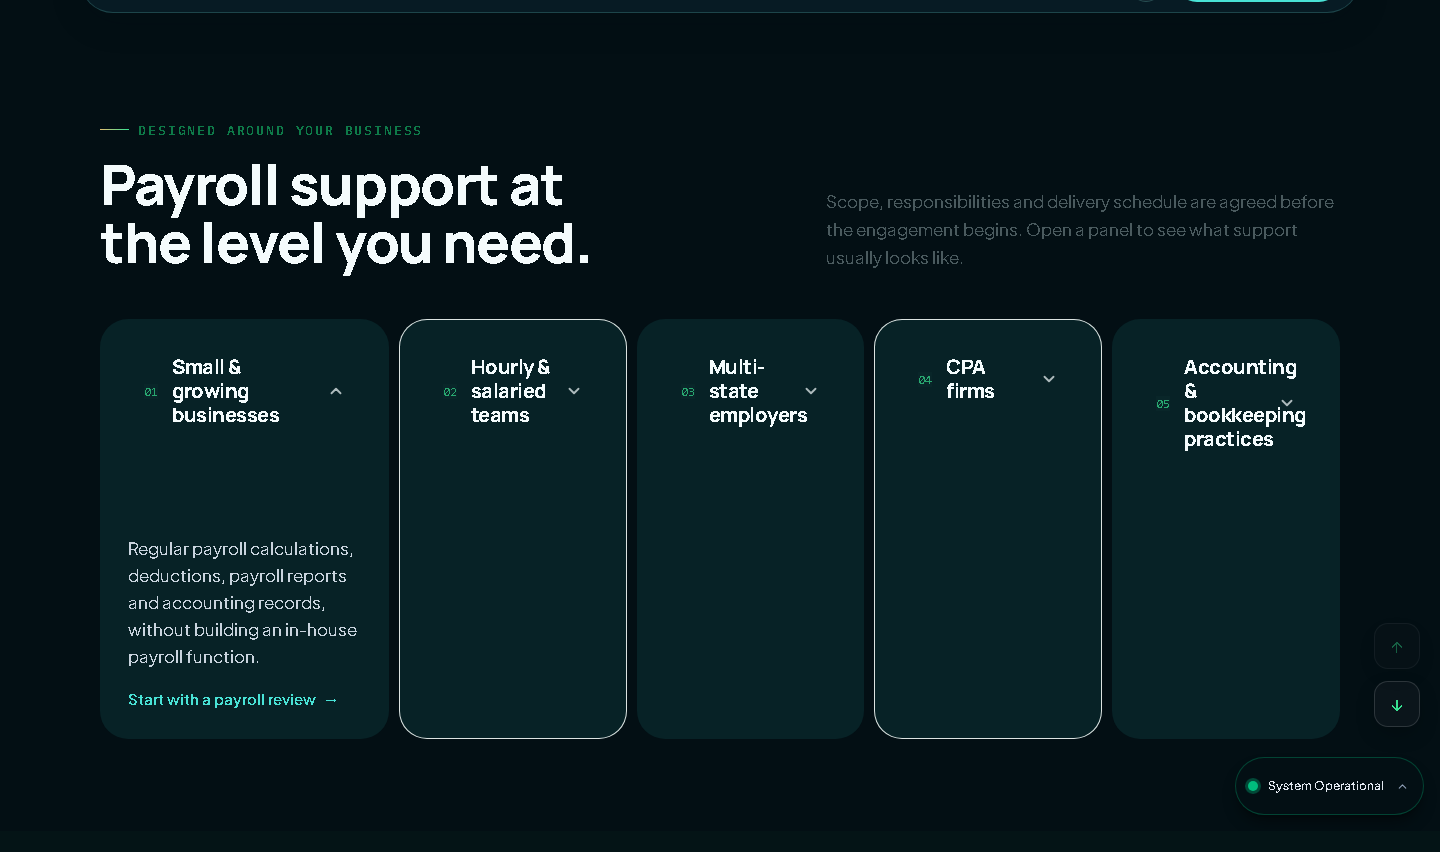 DESIGNED AROUND YOUR BUSINESS
Payroll support at
the level you need.
Scope, responsibilities and delivery schedule are agreed before
the engagement begins. Open a panel to see what support
usually looks like.
01
Small &
growing
businesses
Regular payroll calculations,
deductions, payroll reports
and accounting records,
without building an in-house
payroll function.
Start with a payroll review →
02
Hourly &
salaried
teams
03
Multi-
state
employers
04
CPA
firms
05
Accounting
&
bookkeeping
practices
System Operational